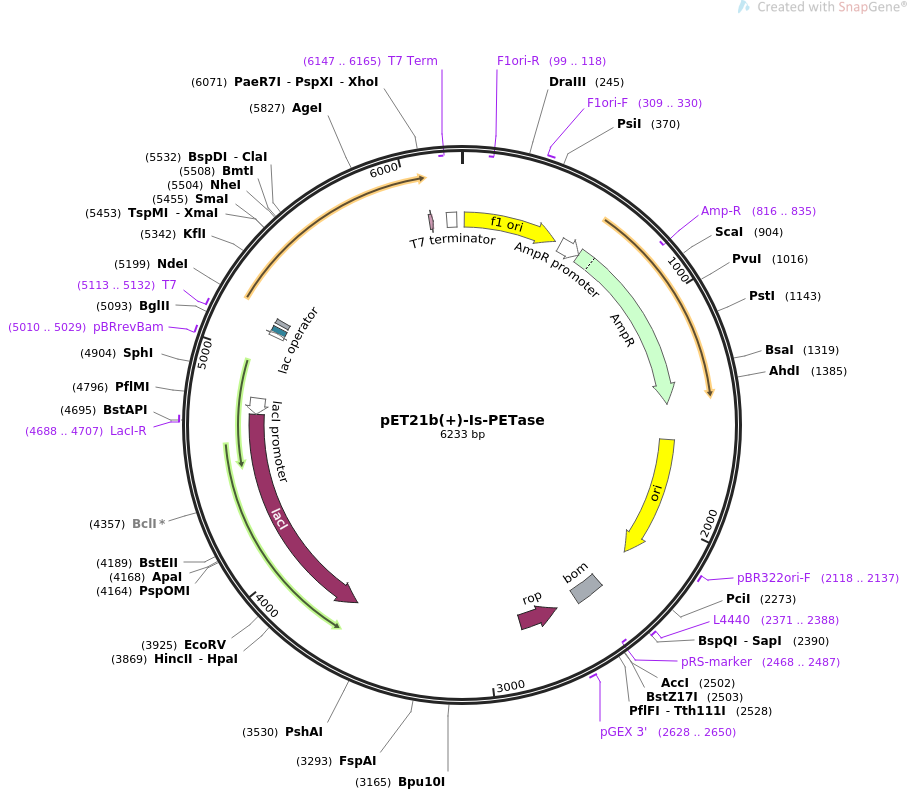 Created with SnapGene®
(6147 .. 6165) T7 Term
F1ori-R (99 .. 118)
(6071) PaeR7I - PspXI - XhoI
DraIII (245)
(5827) AgeI
F1ori-F (309 .. 330)
PsiI (370)
(5532) BspDI - ClaI
(5508) BmtI
(5504) NheI
(5455) SmaI
(5453) TspMI - XmaI
(5342) KflI
(5199) NdeI
(5113 .. 5132) T7
(5093) BglII
(5010 .. 5029) pBRrevBam
(4904) SphI
(4796) PflMI
(4695) BstAPI
(4688 .. 4707) LacI-R
(4357) BclI *
(4189) BstEII
(4168) ApaI
(4164) PspOMI
(3925) EcoRV
(3869) HincII - HpaI
(3530) PshAI
(3293) FspAI
(3165) Bpu10I
Amp-R (816 .. 835)
ScaI (904)
PvuI (1016)
PstI (1143)
BsaI (1319)
AhdI (1385)
pBR322ori-F (2118 .. 2137)
PciI (2273)
L4440 (2371 .. 2388)
BspQI - SapI (2390)
pRS-marker (2468 .. 2487)
AccI (2502)
BstZ17I (2503)
PflFI - Tth111I (2528)
pGEX 3' (2628 .. 2650)
1000
2000
3000
4000
5000
6000
T7 terminator
f1 ori
AmpR promoter
AmpR
ori
bom
rop
lacI
lacI promoter
lac operator
pET21b(+)-Is-PETase
6233 bp